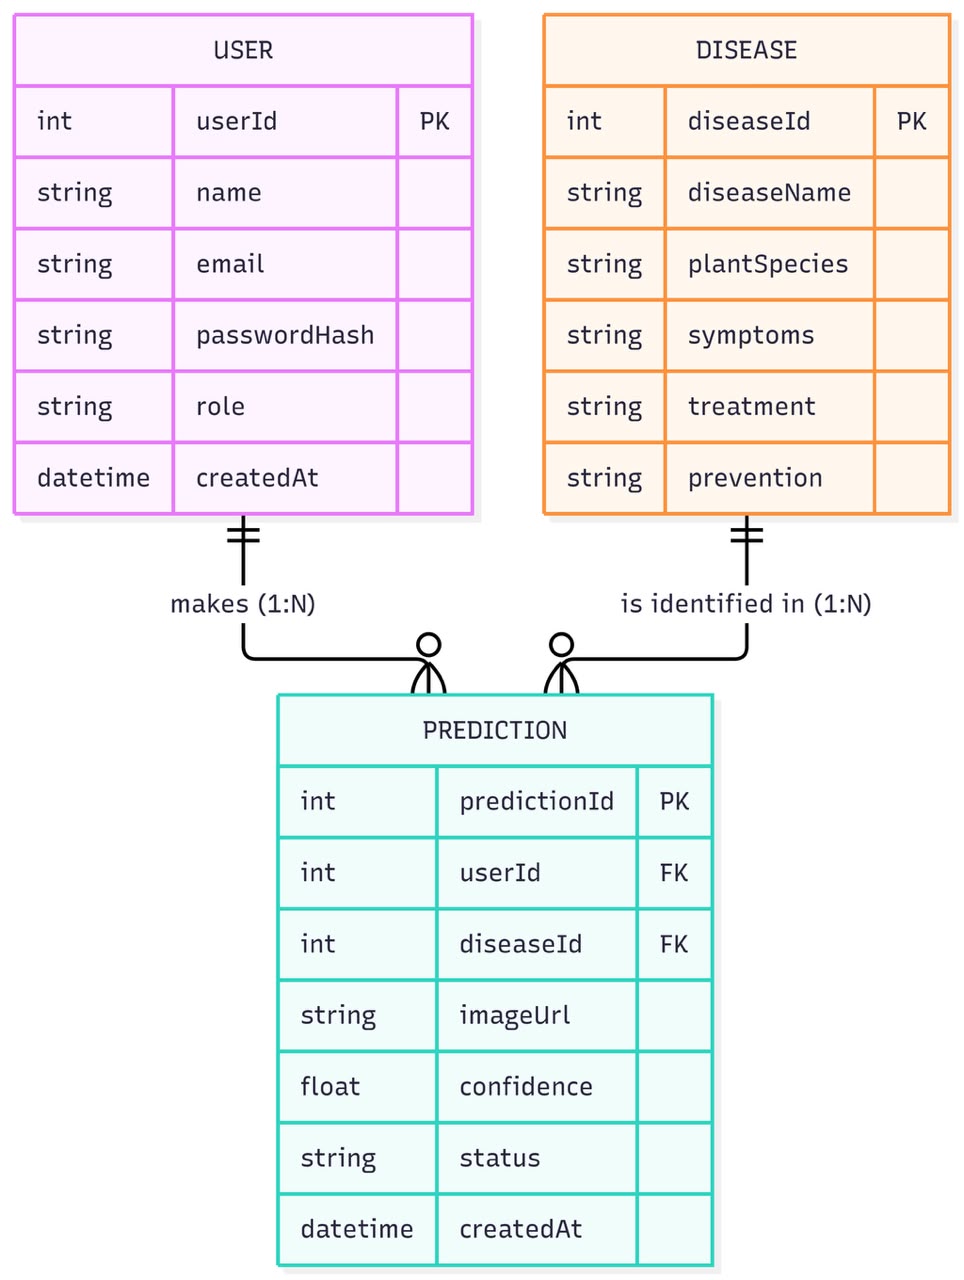 USER
int userId PK
string name
string email
string passwordHash
string role
datetime createdAt
DISEASE
int diseaseId PK
string diseaseName
string plantSpecies
string symptoms
string treatment
string prevention
makes (1:N)
is identified in (1:N)
PREDICTION
int predictionId PK
int userId FK
int diseaseId FK
string imageUrl
float confidence
string status
datetime createdAt